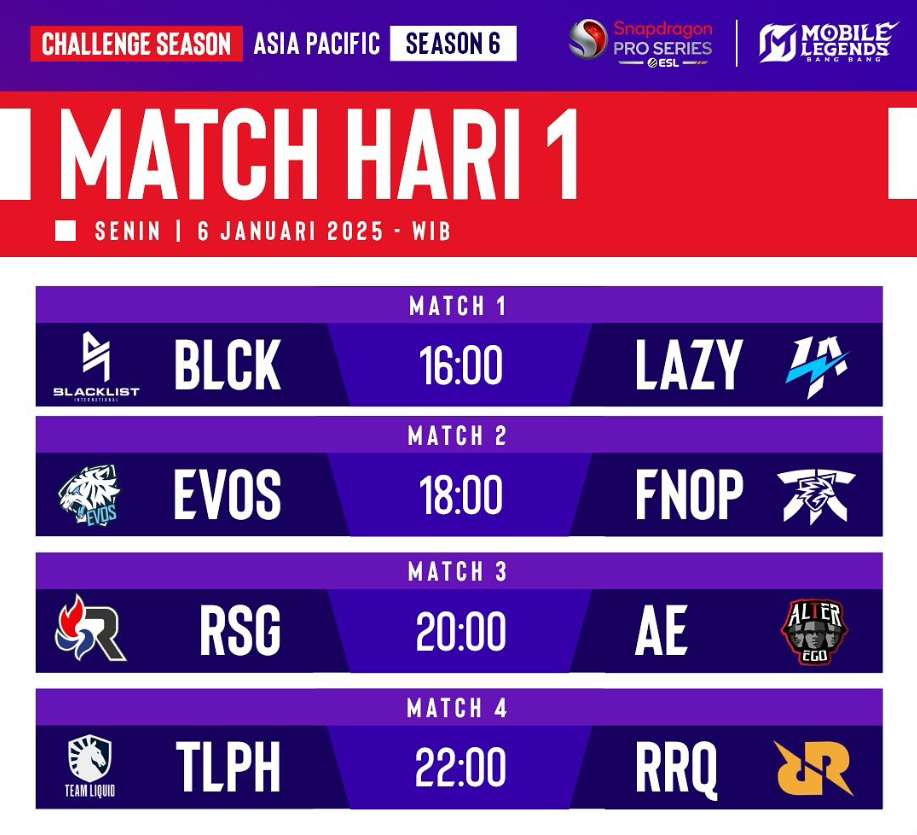 CHALLENGE SEASON ASIA PACIFIC SEASON 6
Snapdragon
PRO SERIES
ESL
MOBILE
LEGENDS
BANG BANG
MATCH HARI 1
SENIN | 6 JANUARI 2025 - WIB
MATCH 1
BLACKLIST
INTERNATIONAL
BLCK 16:00 LAZY
MATCH 2
EVOS
EVOS 18:00 FNOP
MATCH 3
RSG 20:00 AE
ALTER
EGO
MATCH 4
TEAM LIQUID
TLPH 22:00 RRQ